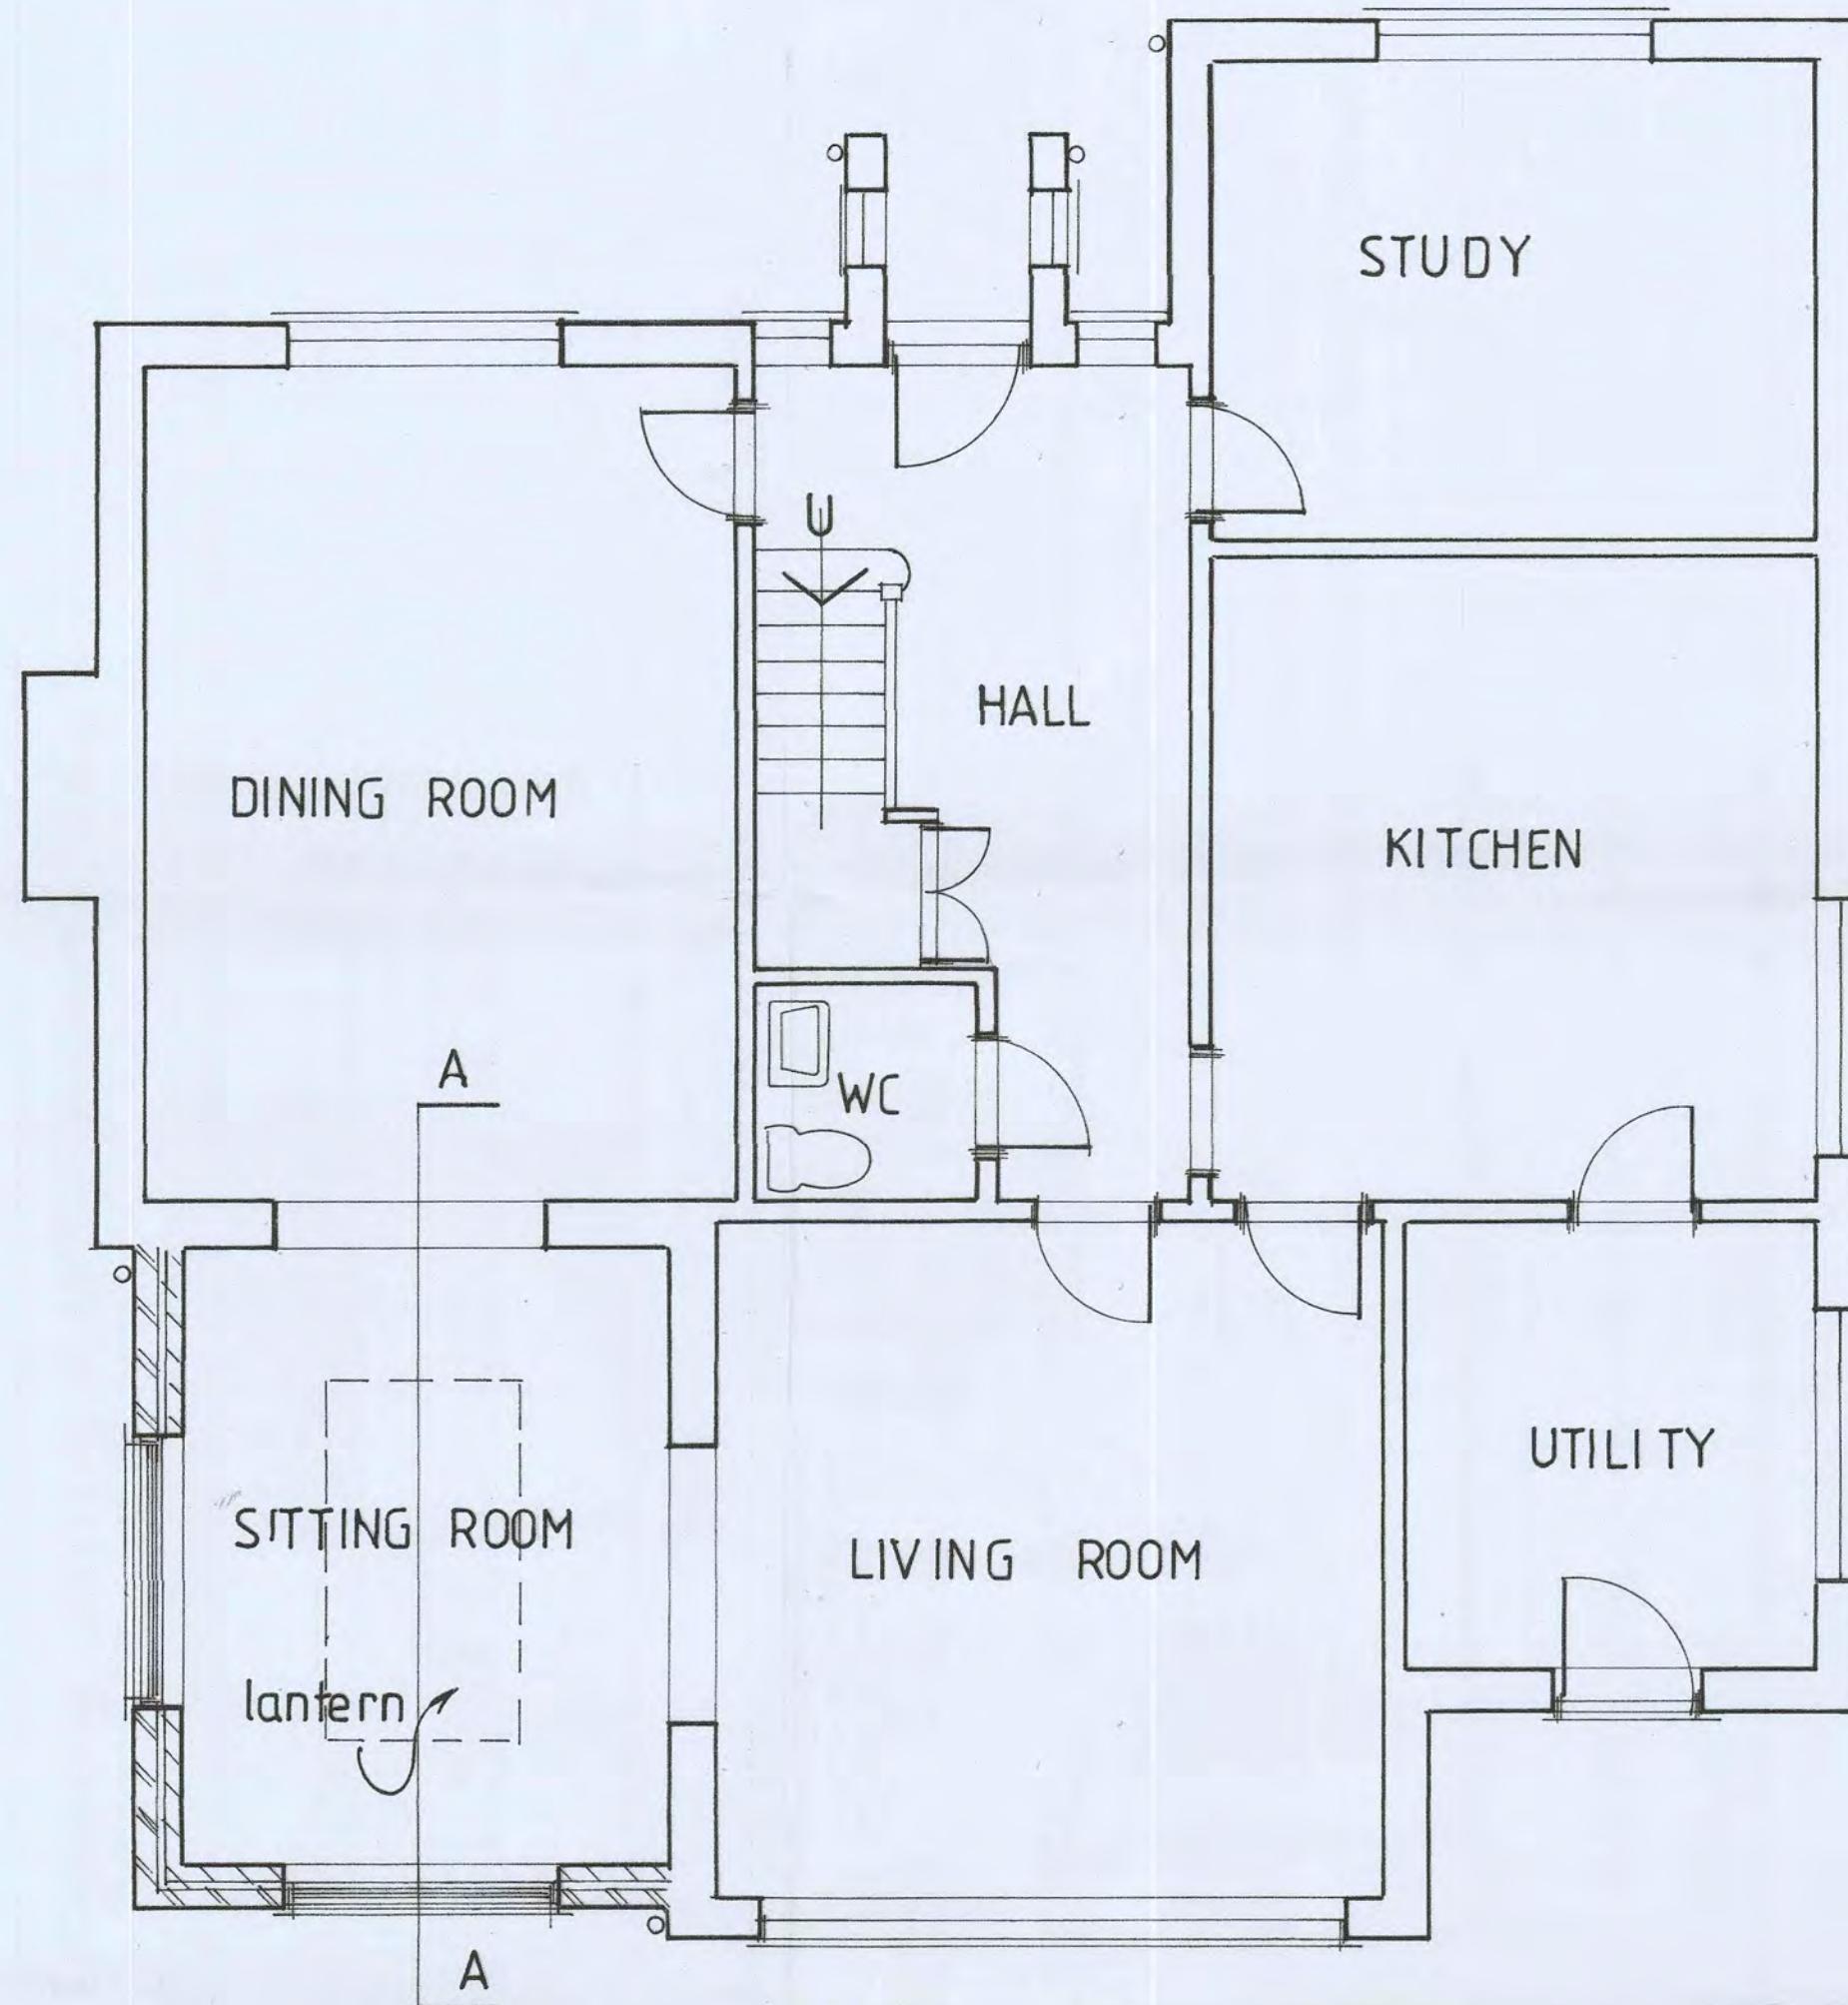 STUDY
U
HALL
DINING ROOM
KITCHEN
A
WC
UTILITY
SITTING ROOM
LIVING ROOM
lantern
A